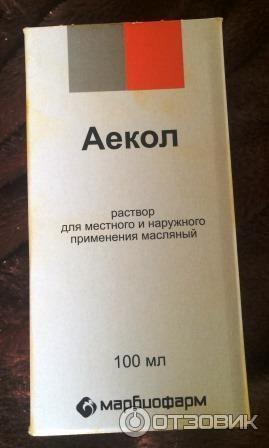 Аекол
раствор
для местного и наружного
применения масляный
100 мл
марбиофарм
ОТЗОВИК